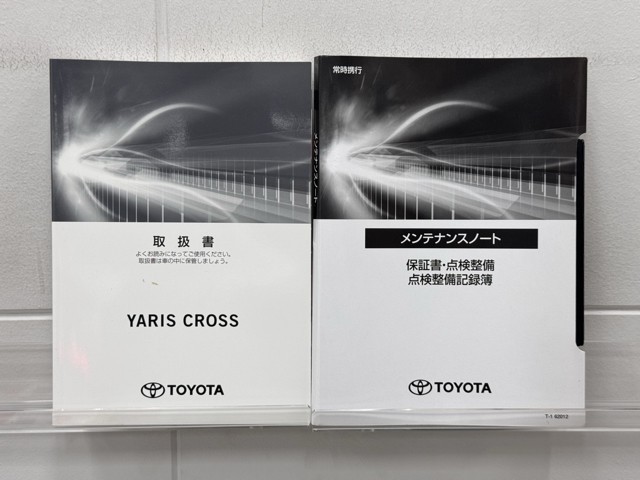 取扱書
よくお読みになってご使用ください。
取扱書は車の中に保管しましょう。
YARIS CROSS
TOYOTA
常時携行
メンテナンスノート
メンテナンスノート
保証書・点検整備
点検整備記録簿
TOYOTA